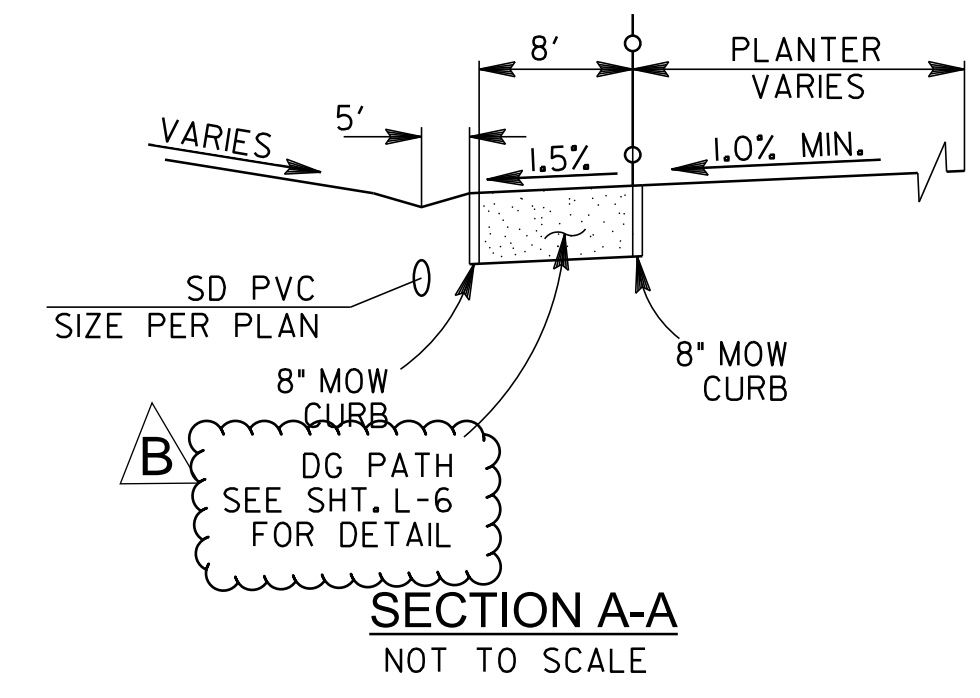 8'
PLANTER
VARIES
5'
VARIES
1.5%
1.0% MIN.
SD PVC
SIZE PER PLAN
8" MOW
CURB
8" MOW
CURB
B
DG PATH
SEE SHT. L-6
FOR DETAIL
SECTION A-A
NOT TO SCALE